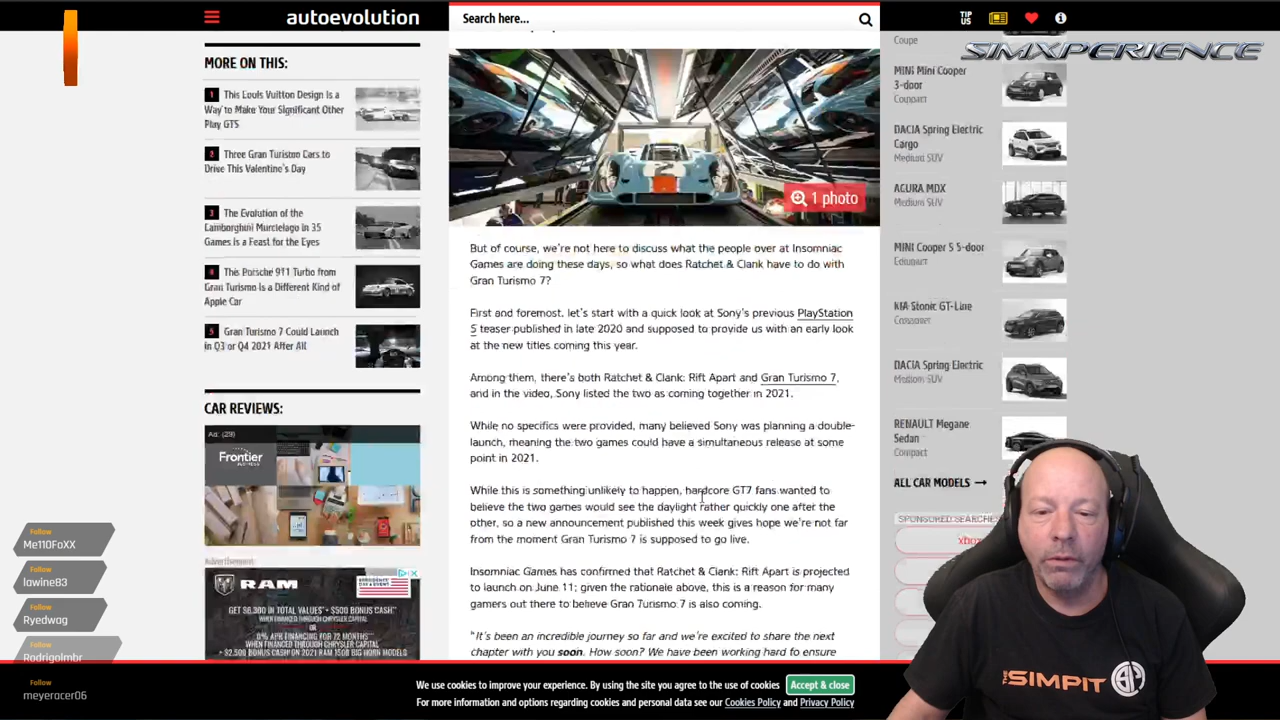 autoevolution
Search here...
TIP
US
SIMXPERIENCE
MORE ON THIS:
1 This Louis Vuitton Design Is a
Way to Make Your Significant Other
Play GT5
2 Three Gran Turismo Cars to
Drive This Valentine's Day
3 The Evolution of the
Lamborghini Murcielago in 35
Games Is a Feast for the Eyes
4 This Porsche 911 Turbo from
Gran Turismo Is a Different Kind of
Apple Car
5 Gran Turismo 7 Could Launch
in Q3 or Q4 2021 After All
CAR REVIEWS:
Ad: (29)
Frontier
Advertisement
RAM
PRESIDENTS
DAY EVENT
GET $6,300 IN TOTAL VALUES + $500 BONUS CASH
WHEN FINANCED THROUGH CHRYSLER CAPITAL
OR
0% APR FINANCING FOR 72 MONTHS
WHEN FINANCED THROUGH CHRYSLER CAPITAL
+ $2,500 BONUS CASH ON 2021 RAM 1500 BIG HORN MODELS
1 photo
But of course, we're not here to discuss what the people over at Insomniac
Games are doing these days, so what does Ratchet & Clank have to do with
Gran Turismo 7?
First and foremost, let's start with a quick look at Sony's previous PlayStation
5 teaser published in late 2020 and supposed to provide us with an early look
at the new titles coming this year.
Among them, there's both Ratchet & Clank: Rift Apart and Gran Turismo 7,
and in the video, Sony listed the two as coming together in 2021.
While no specifics were provided, many believed Sony was planning a double-
launch, meaning the two games could have a simultaneous release at some
point in 2021.
While this is something unlikely to happen, hardcore GT7 fans wanted to
believe the two games would see the daylight rather quickly one after the
other, so a new announcement published this week gives hope we're not far
from the moment Gran Turismo 7 is supposed to go live.
Insomniac Games has confirmed that Ratchet & Clank: Rift Apart is projected
to launch on June 11; given the rationale above, this is a reason for many
gamers out there to believe Gran Turismo 7 is also coming.
"It's been an incredible journey so far and we're excited to share the next
chapter with you soon. How soon? We have been working hard to ensure
Coupe
MINI Mini Cooper
3-door
Compact
DACIA Spring Electric
Cargo
Medium SUV
ACURA MDX
Medium SUV
MINI Cooper S 5-door
Compact
KIA Stonic GT-Line
Crossover
DACIA Spring Electric
Medium SUV
RENAULT Megane
Sedan
Compact
ALL CAR MODELS
SPONSORED SEARCHES
xbo
THE SIMPIT
Follow
Me110FoXX
Follow
lawine83
Follow
Ryedwag
Follow
Rodrigolmbr
Follow
meyeracer06
We use cookies to improve your experience. By using the site you agree to the use of cookies
Accept & close
For more information and options regarding cookies and personal data see our Cookies Policy and Privacy Policy